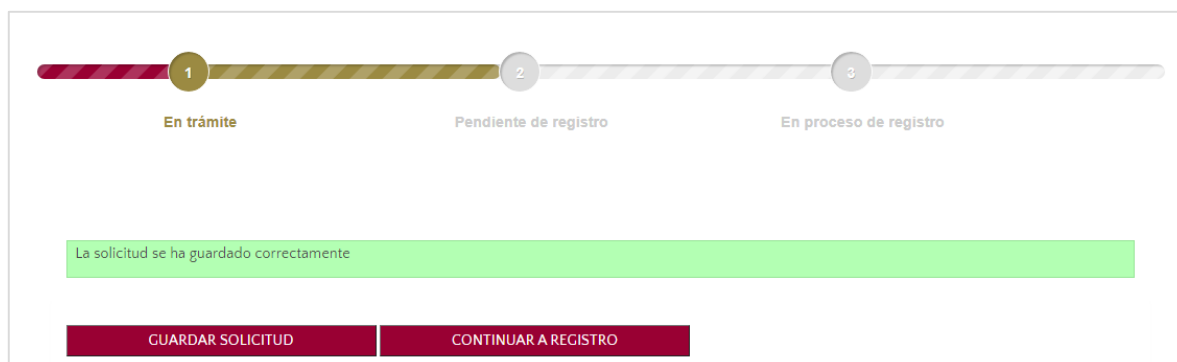 1 2 3
En trámite Pendiente de registro En proceso de registro
La solicitud se ha guardado correctamente
GUARDAR SOLICITUD CONTINUAR A REGISTRO